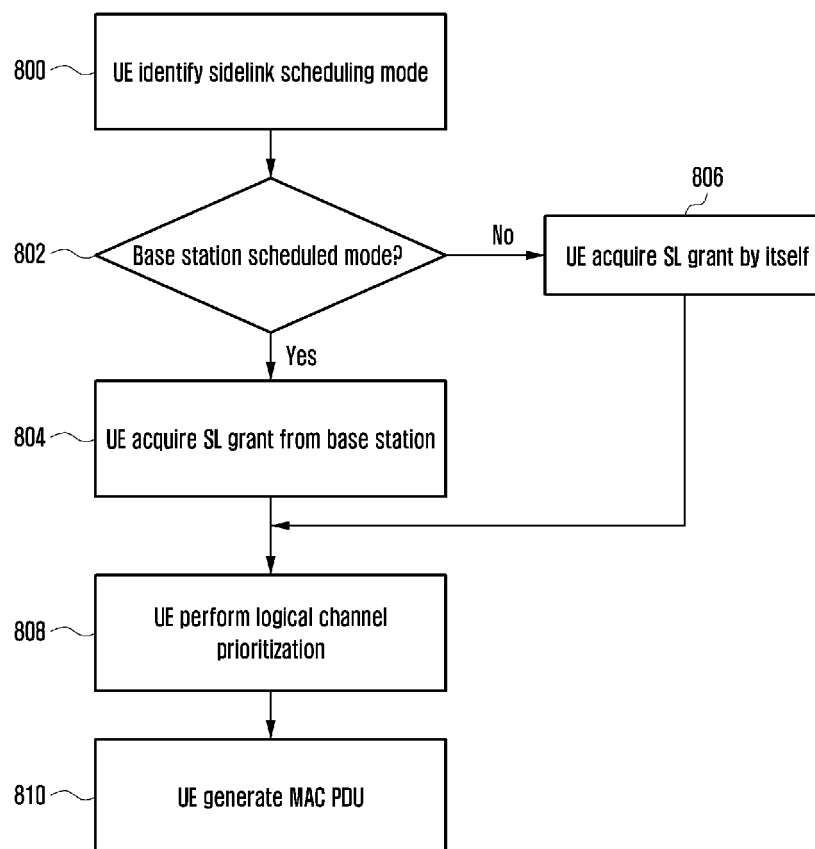 800
UE identify sidelink scheduling mode
806
802
Base station scheduled mode?
No
UE acquire SL grant by itself
Yes
804
UE acquire SL grant from base station
808
UE perform logical channel
prioritization
810
UE generate MAC PDU